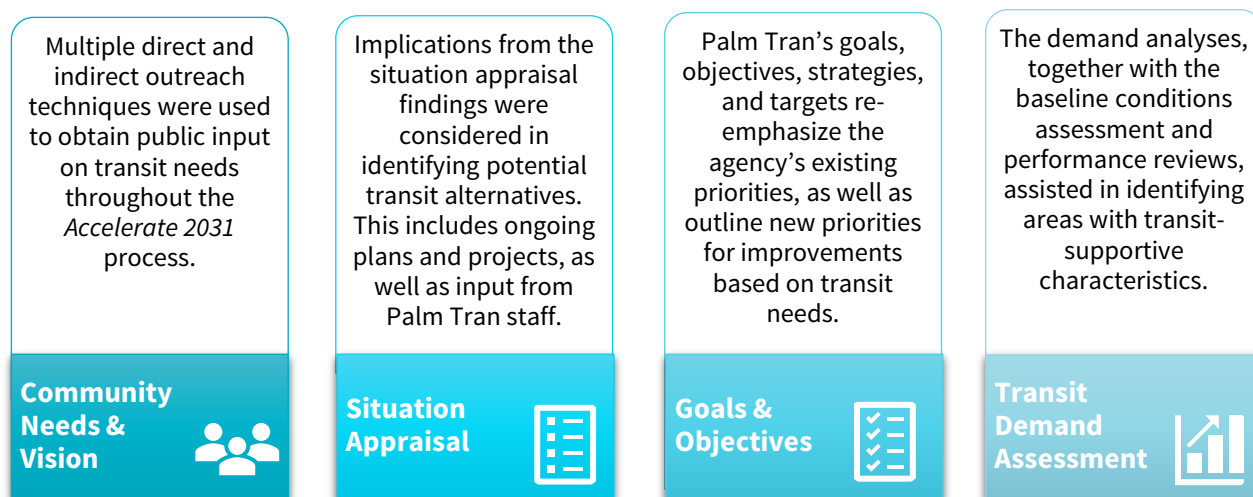 Multiple direct and
indirect outreach
techniques were used
to obtain public input
on transit needs
throughout the
Accelerate 2031
process.
Community
Needs &
Vision
Implications from the
situation appraisal
findings were
considered in
identifying potential
transit alternatives.
This includes ongoing
plans and projects, as
well as input from
Palm Tran staff.
Situation
Appraisal
Palm Tran’s goals,
objectives, strategies,
and targets re-
emphasize the
agency’s existing
priorities, as well as
outline new priorities
for improvements
based on transit
needs.
Goals &
Objectives
The demand analyses,
together with the
baseline conditions
assessment and
performance reviews,
assisted in identifying
areas with transit-
supportive
characteristics.
Transit
Demand
Assessment